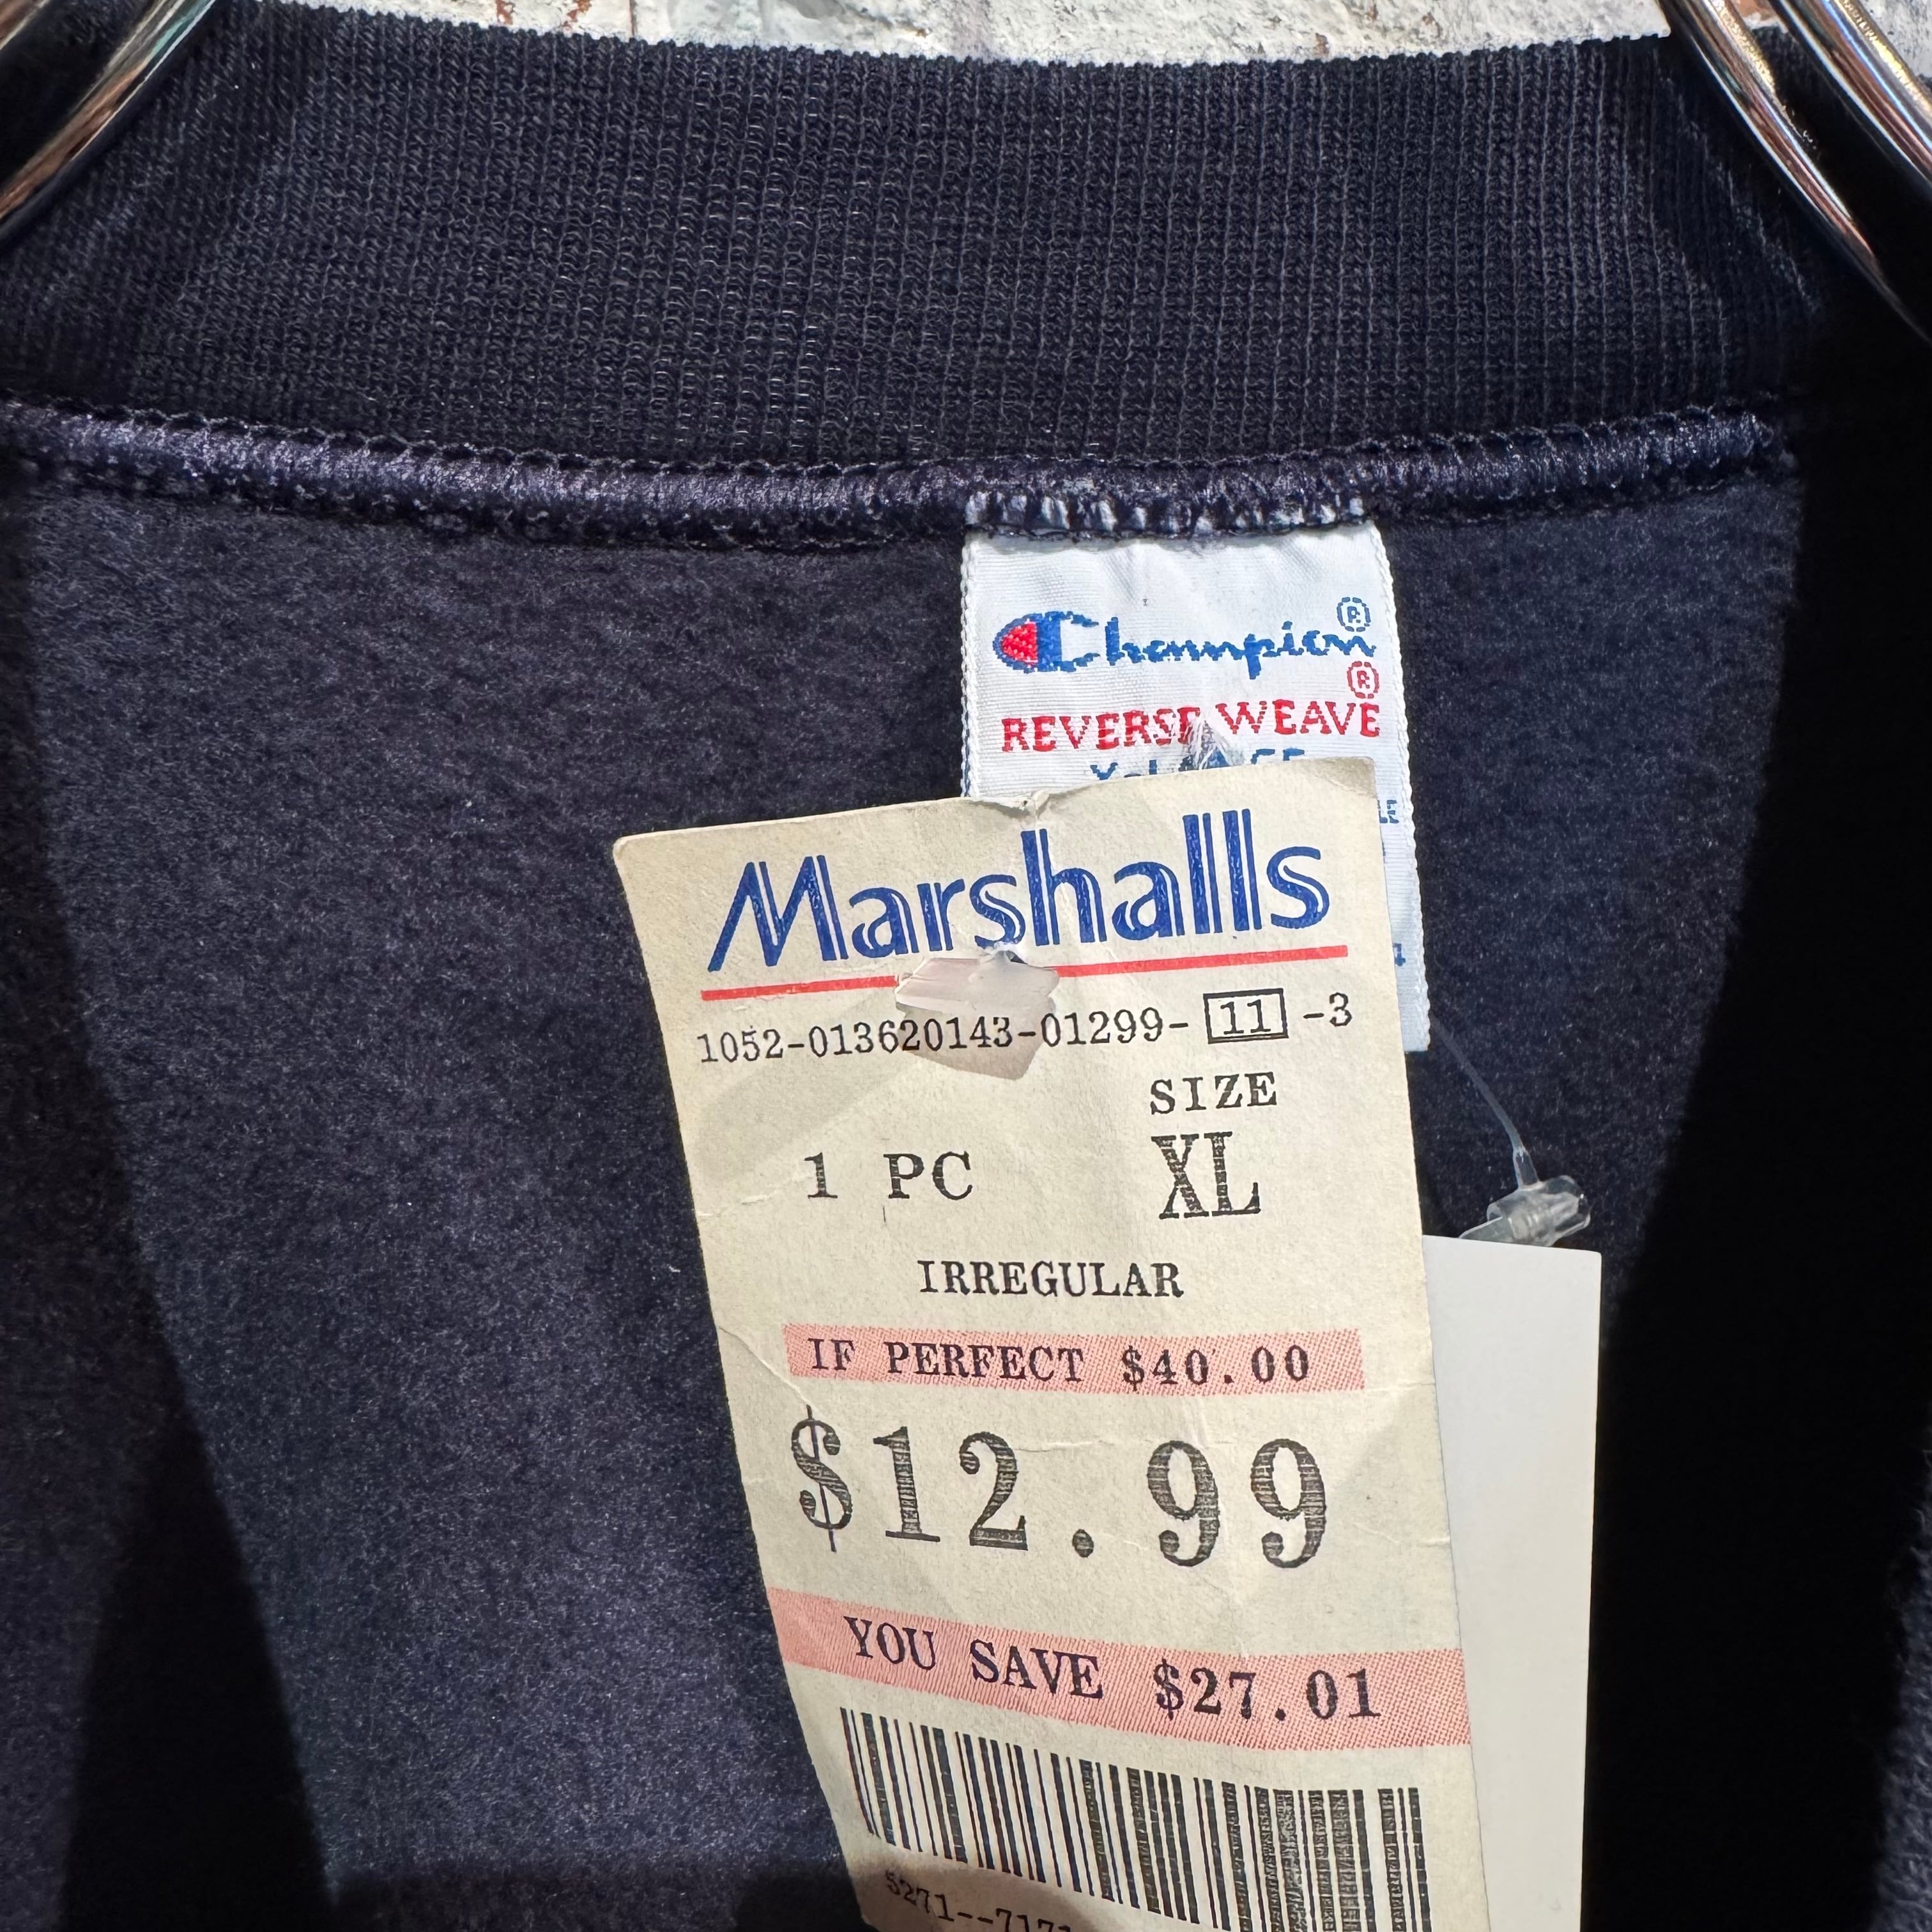 Champion®
®
REVERSE WEAVE
Marshalls
1052-013620143-01299- 11 -3
SIZE
1 PC XL
IRREGULAR
IF PERFECT $40.00
$12.99
YOU SAVE $27.01